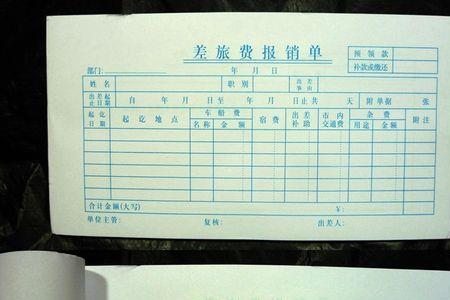 差旅费报销单
预领款
部门: 年 月 日 补款或缴还
姓名 职别 出差事由
出差起止日期 自 年 月 日至 年 月 日止共 天 附单据 张
起讫日期 起讫地点 车船费 宿费 出差补助 市内交通费 杂费 附注
名称 金额 用途 金额
合计金额(大写) ¥:
单位主管: 复核: 出差人: